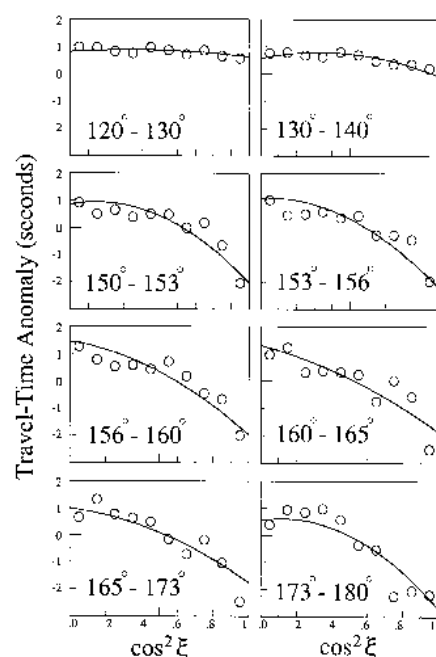 Travel-Time Anomaly (seconds)
2
1
0
-1
2
120° - 130°
130° - 140°
2
1
0
-1
-2
150° - 153°
153° - 156°
2
1
0
-1
-2
156° - 160°
160° - 165°
2
1
0
-1
-2
165° - 173°
173° - 180°
.0 .2 .4 .6 .8 1
.0 .2 .4 .6 .8 1
cos² ξ
cos² ξ